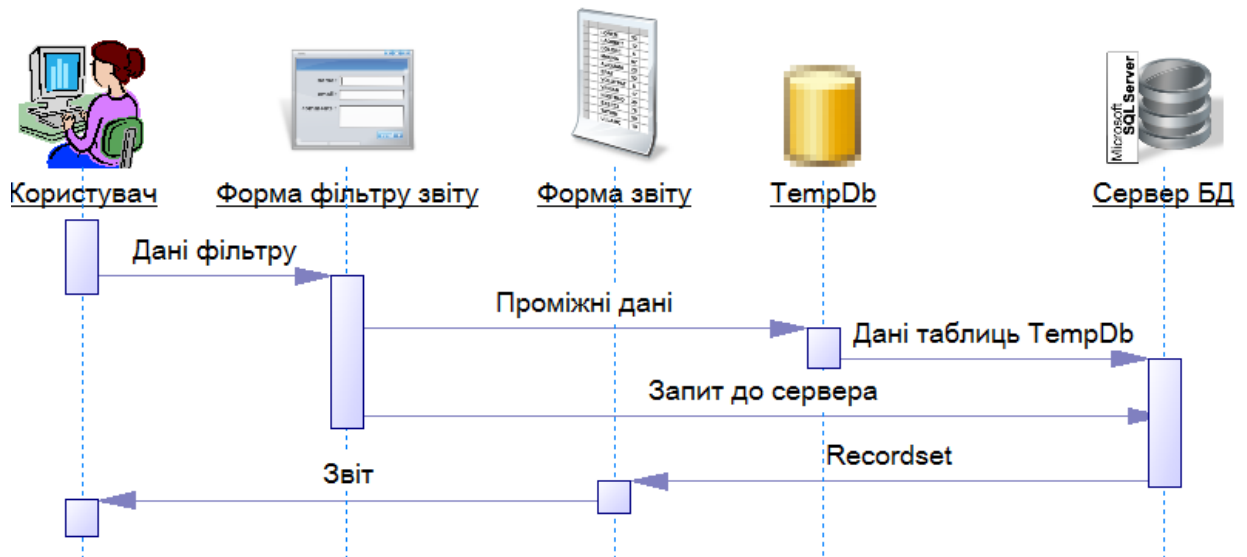 Microsoft
SQL Server
Користувач
Форма фільтру звіту
Форма звіту
TempDb
Сервер БД
Дані фільтру
Проміжні дані
Дані таблиць TempDb
Запит до сервера
Recordset
Звіт